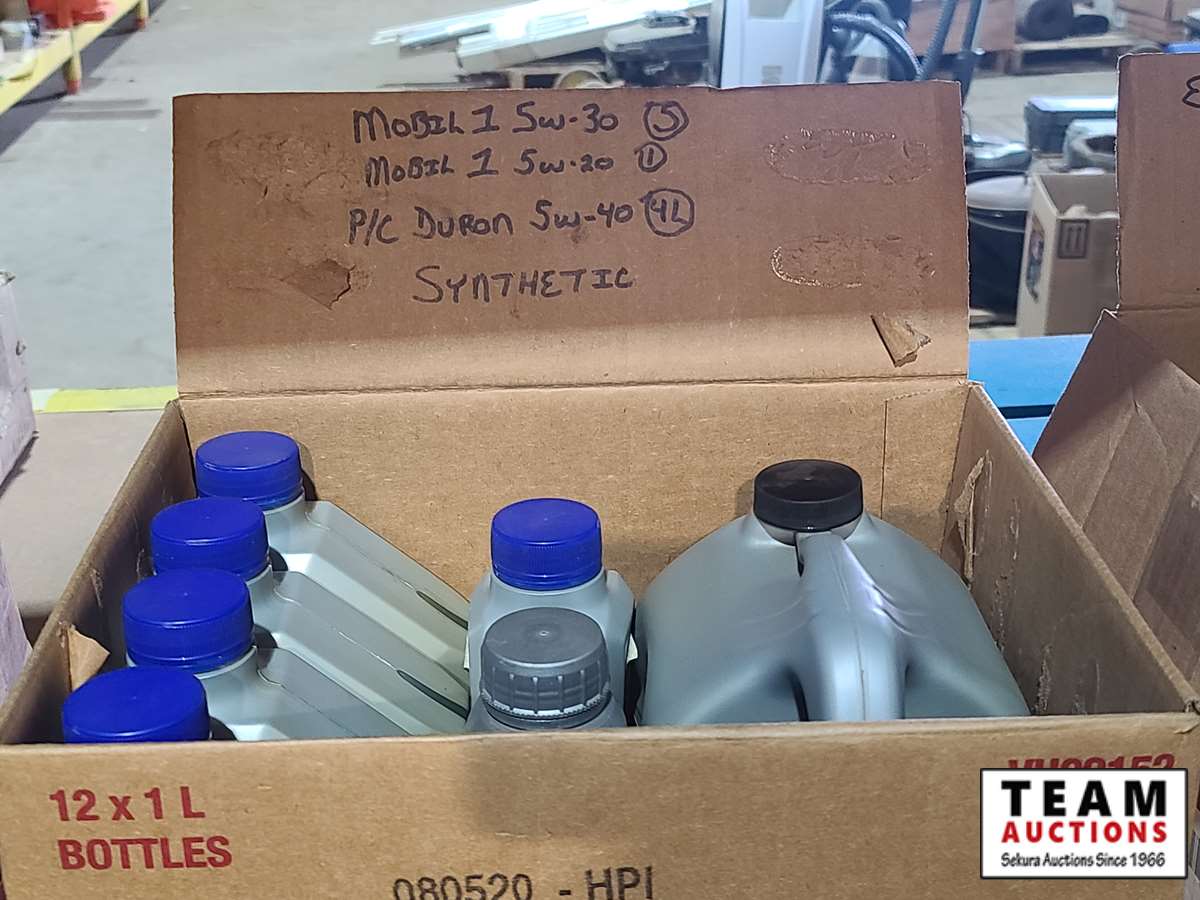 MOBIL 1 5W-30 5
MOBIL 1 5W-20 1
P/C DURON 5W-40 4L
SYNTHETIC
12 x 1 L
BOTTLES
080520 - HPI
TEAM
AUCTIONS
Sekura Auctions Since 1966